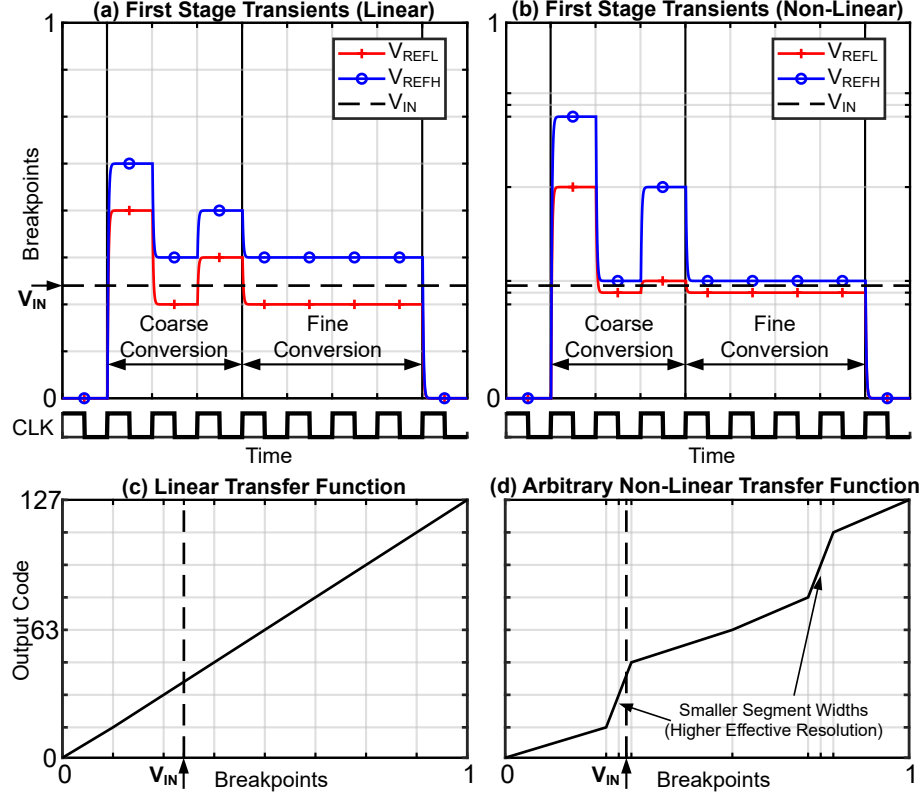 (a) First Stage Transients (Linear)
1
Breakpoints
V_IN
0
V_REFL
V_REFH
V_IN
Coarse Conversion
Fine Conversion
CLK
Time
(b) First Stage Transients (Non-Linear)
1
0
V_REFL
V_REFH
V_IN
Coarse Conversion
Fine Conversion
Time
(c) Linear Transfer Function
127
63
0
Output Code
0
V_IN
Breakpoints
1
(d) Arbitrary Non-Linear Transfer Function
Smaller Segment Widths
(Higher Effective Resolution)
0
V_IN
Breakpoints
1